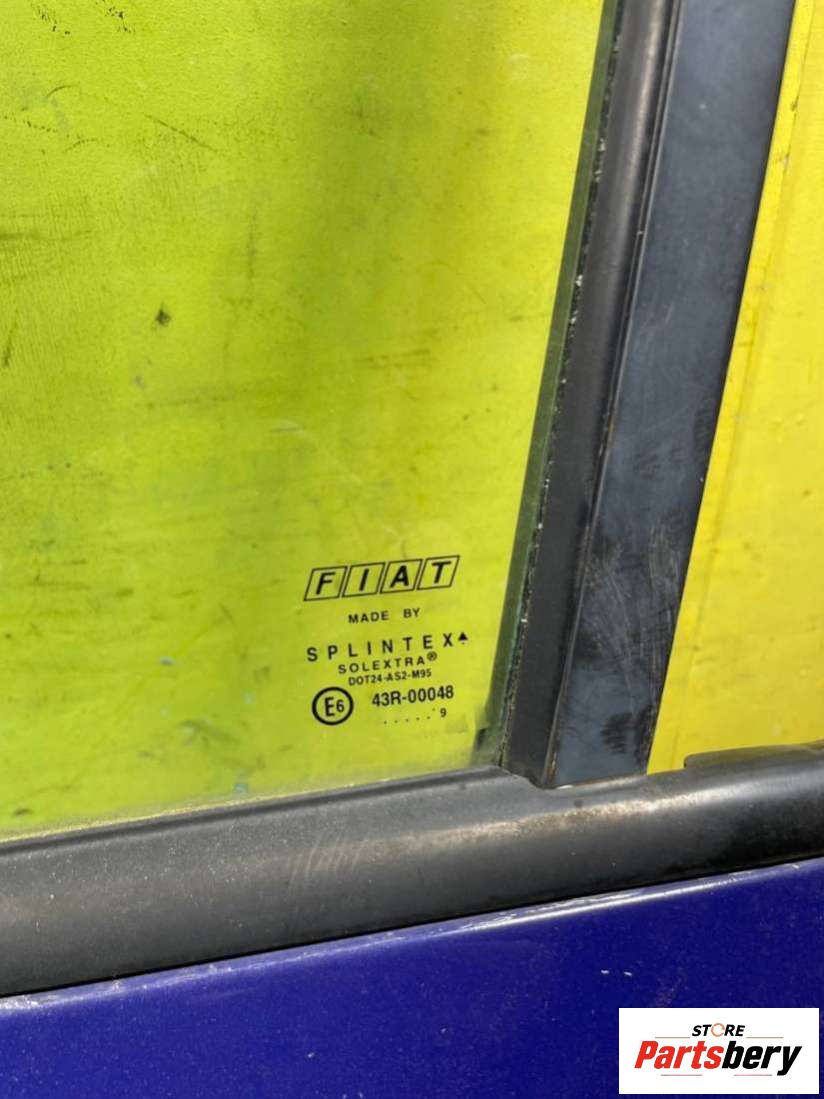 FIAT
MADE BY
SPLINTEX
SOLEXTRA®
DOT24-AS2-M95
E6 43R-00048
. . . . . 9
STORE
Partsbery